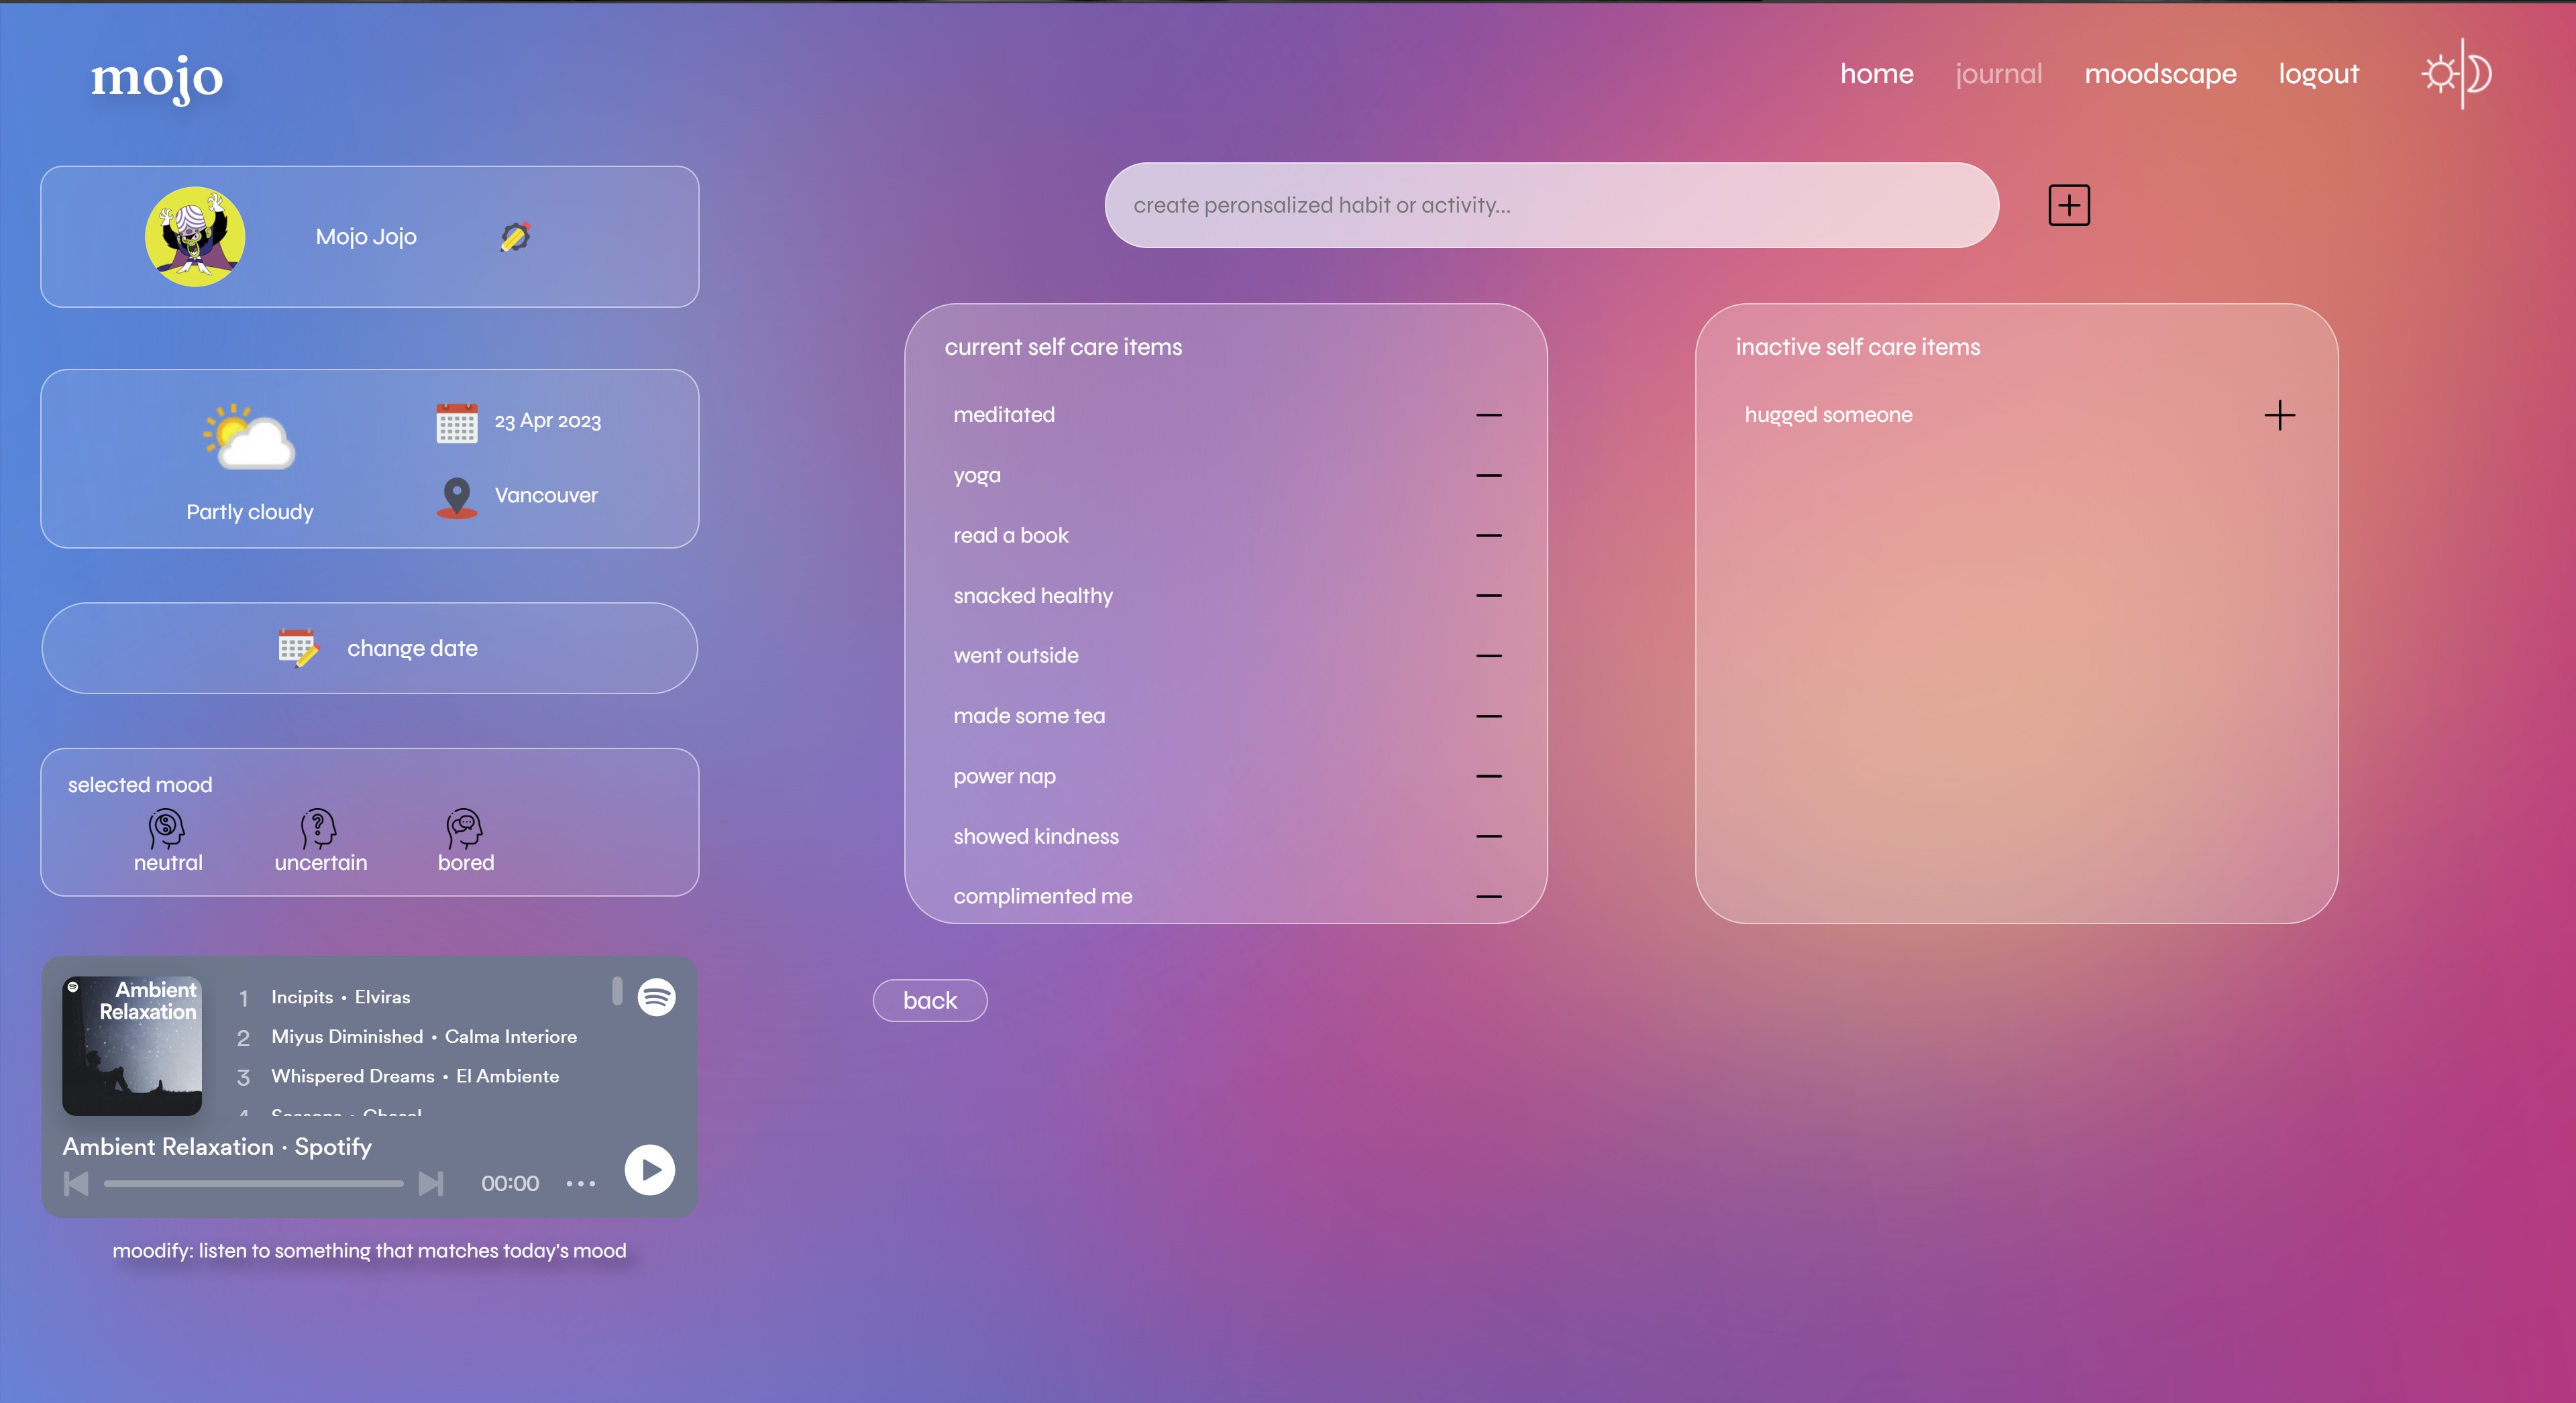 mojo
home journal moodscape logout
Mojo Jojo
create peronsalized habit or activity...
23 Apr 2023
Vancouver
Partly cloudy
change date
selected mood
neutral uncertain bored
Ambient
Relaxation
1 Incipits • Elviras
2 Miyus Diminished • Calma Interiore
3 Whispered Dreams • El Ambiente
Ambient Relaxation · Spotify
00:00
moodify: listen to something that matches today's mood
current self care items
meditated
yoga
read a book
snacked healthy
went outside
made some tea
power nap
showed kindness
complimented me
inactive self care items
hugged someone
back